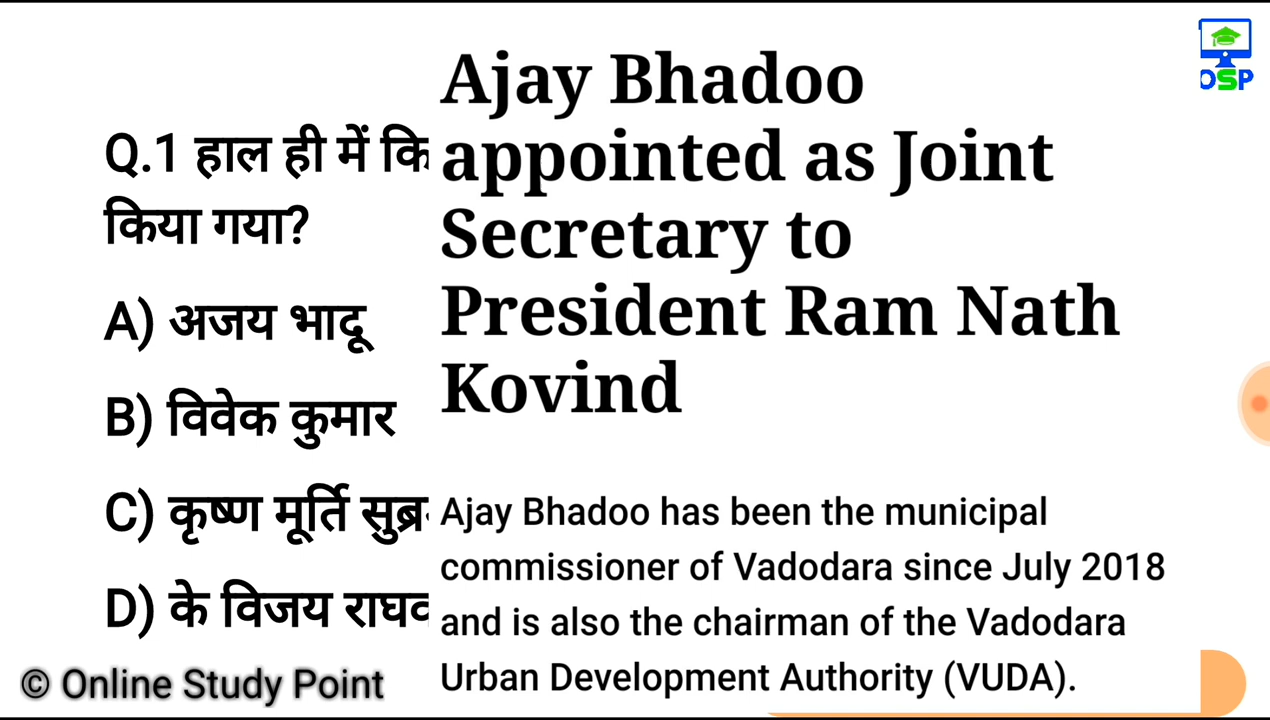 Q.1 हाल ही में
किया गया?
A) अजय भादू
B) विवेक कुमार
C) कृष्ण मूर्ति
D) के विजय
Ajay Bhadoo
appointed as Joint
Secretary to
President Ram Nath
Kovind
Ajay Bhadoo has been the municipal
commissioner of Vadodara since July 2018
and is also the chairman of the Vadodara
Urban Development Authority (VUDA).
OSP
© Online Study Point